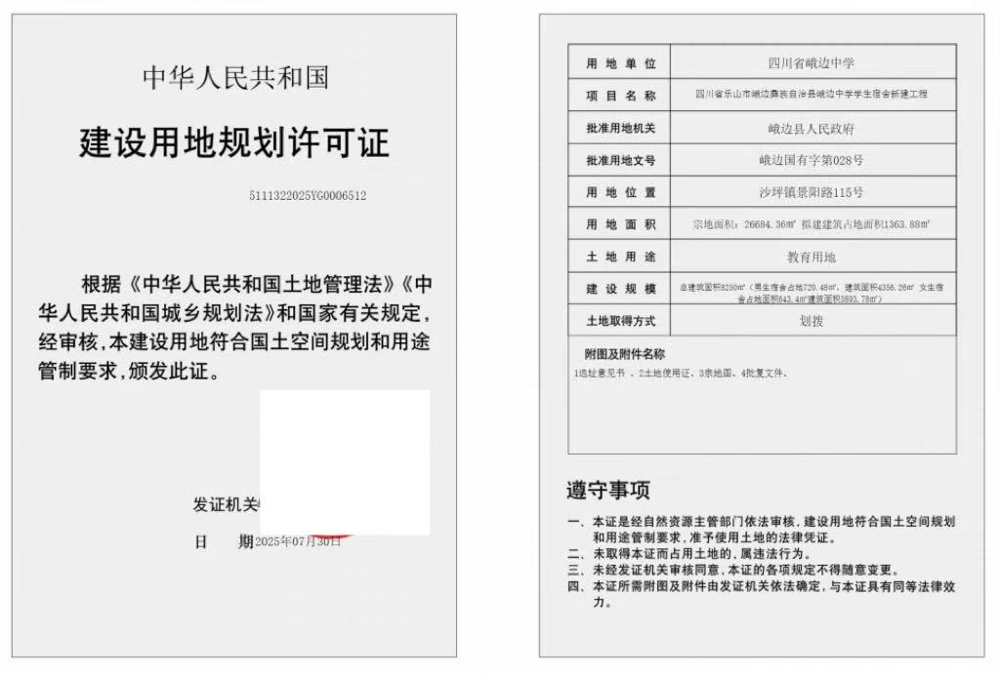 中华人民共和国
建设用地规划许可证
5111322025YG0006512
根据《中华人民共和国土地管理法》《中
华人民共和国城乡规划法》和国家有关规定,
经审核,本建设用地符合国土空间规划和用途
管制要求,颁发此证。
发证机关
日 期2025年07月30日
用地单位 四川省峨边中学
项目名称 四川省乐山市峨边彝族自治县峨边中学学生宿舍新建工程
批准用地机关 峨边县人民政府
批准用地文号 峨边国有字第028号
用地位置 沙坪镇景阳路115号
用地面积 宗地面积:26684.36㎡ 拟建建筑占地面积1363.88㎡
土地用途 教育用地
建设规模 总建筑面积8250㎡(男生宿舍占地720.48㎡,建筑面积4356.26㎡ 女生宿
舍占地面积643.4㎡建筑面积3893.78㎡)
土地取得方式 划拨
附图及附件名称
1选址意见书 、2土地使用证、3宗地图、4批复文件。
遵守事项
一、本证是经自然资源主管部门依法审核,建设用地符合国土空间规划
和用途管制要求,准予使用土地的法律凭证。
二、未取得本证而占用土地的,属违法行为。
三、未经发证机关审核同意,本证的各项规定不得随意变更。
四、本证所需附图及附件由发证机关依法确定,与本证具有同等法律效
力。